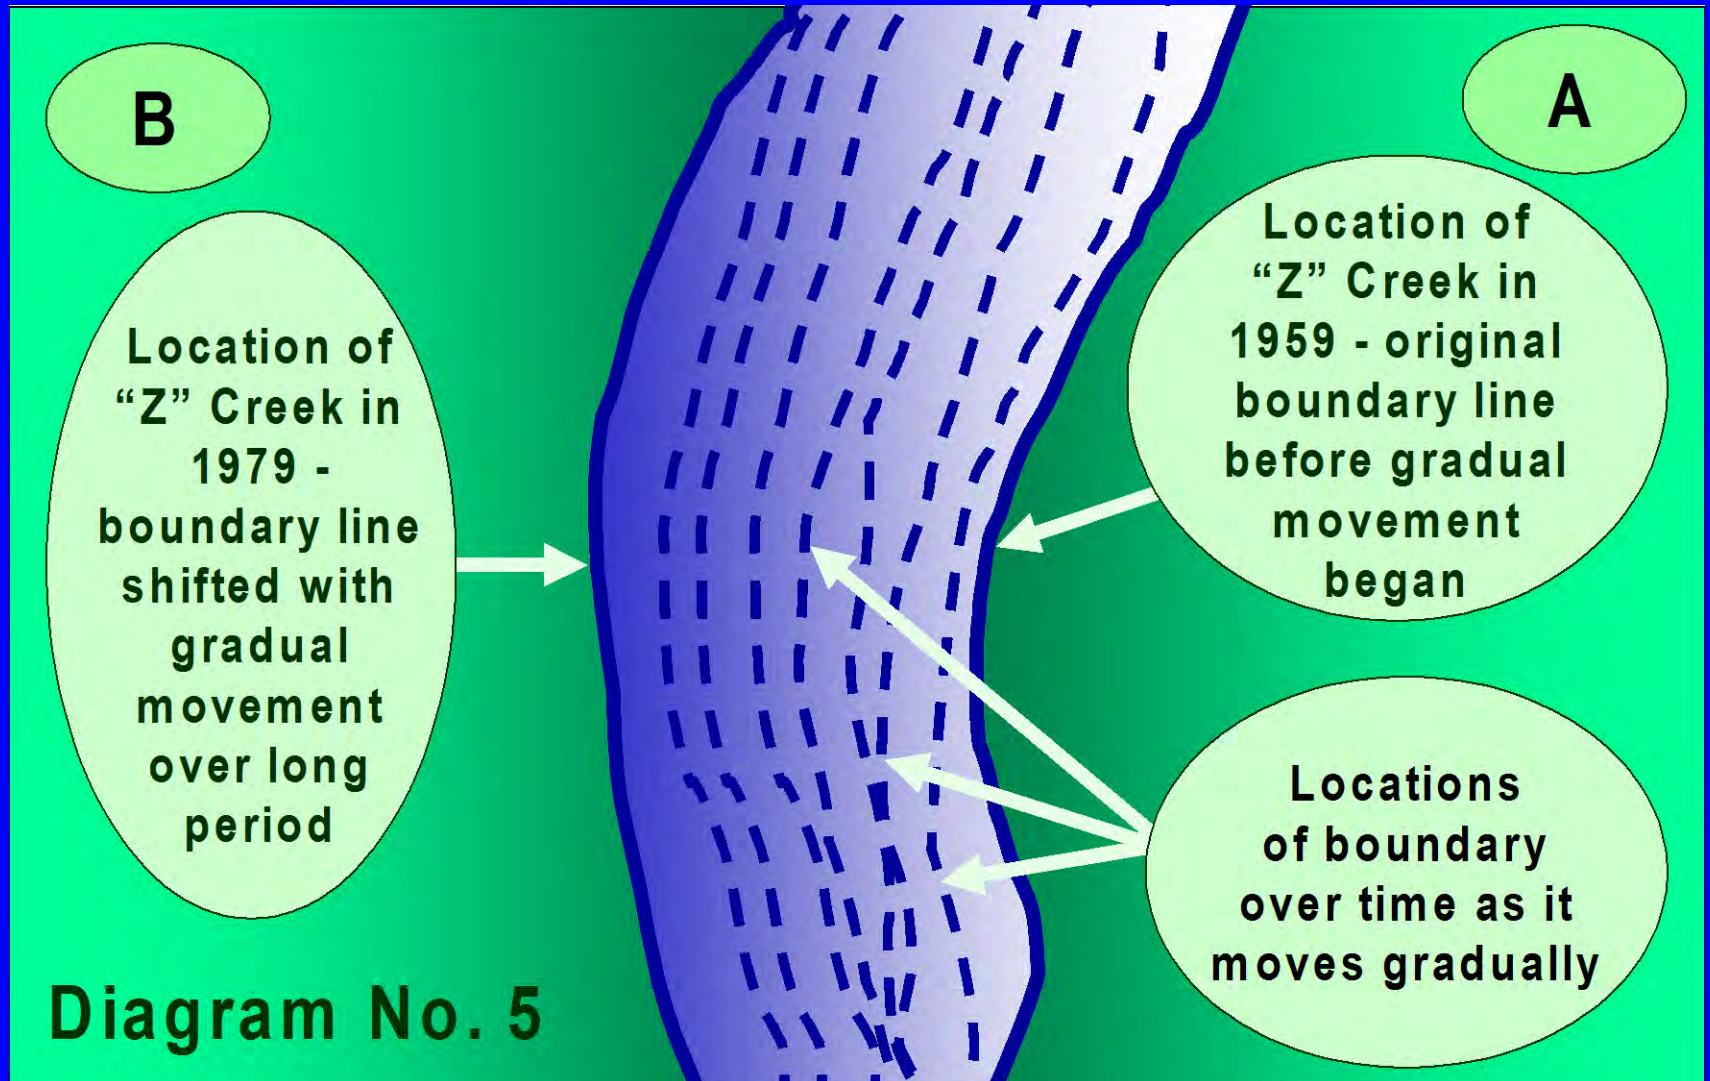 B
A
Location of
“Z” Creek in
1979 -
boundary line
shifted with
gradual
movement
over long
period
Location of
“Z” Creek in
1959 - original
boundary line
before gradual
movement
began
Locations
of boundary
over time as it
moves gradually
Diagram No. 5